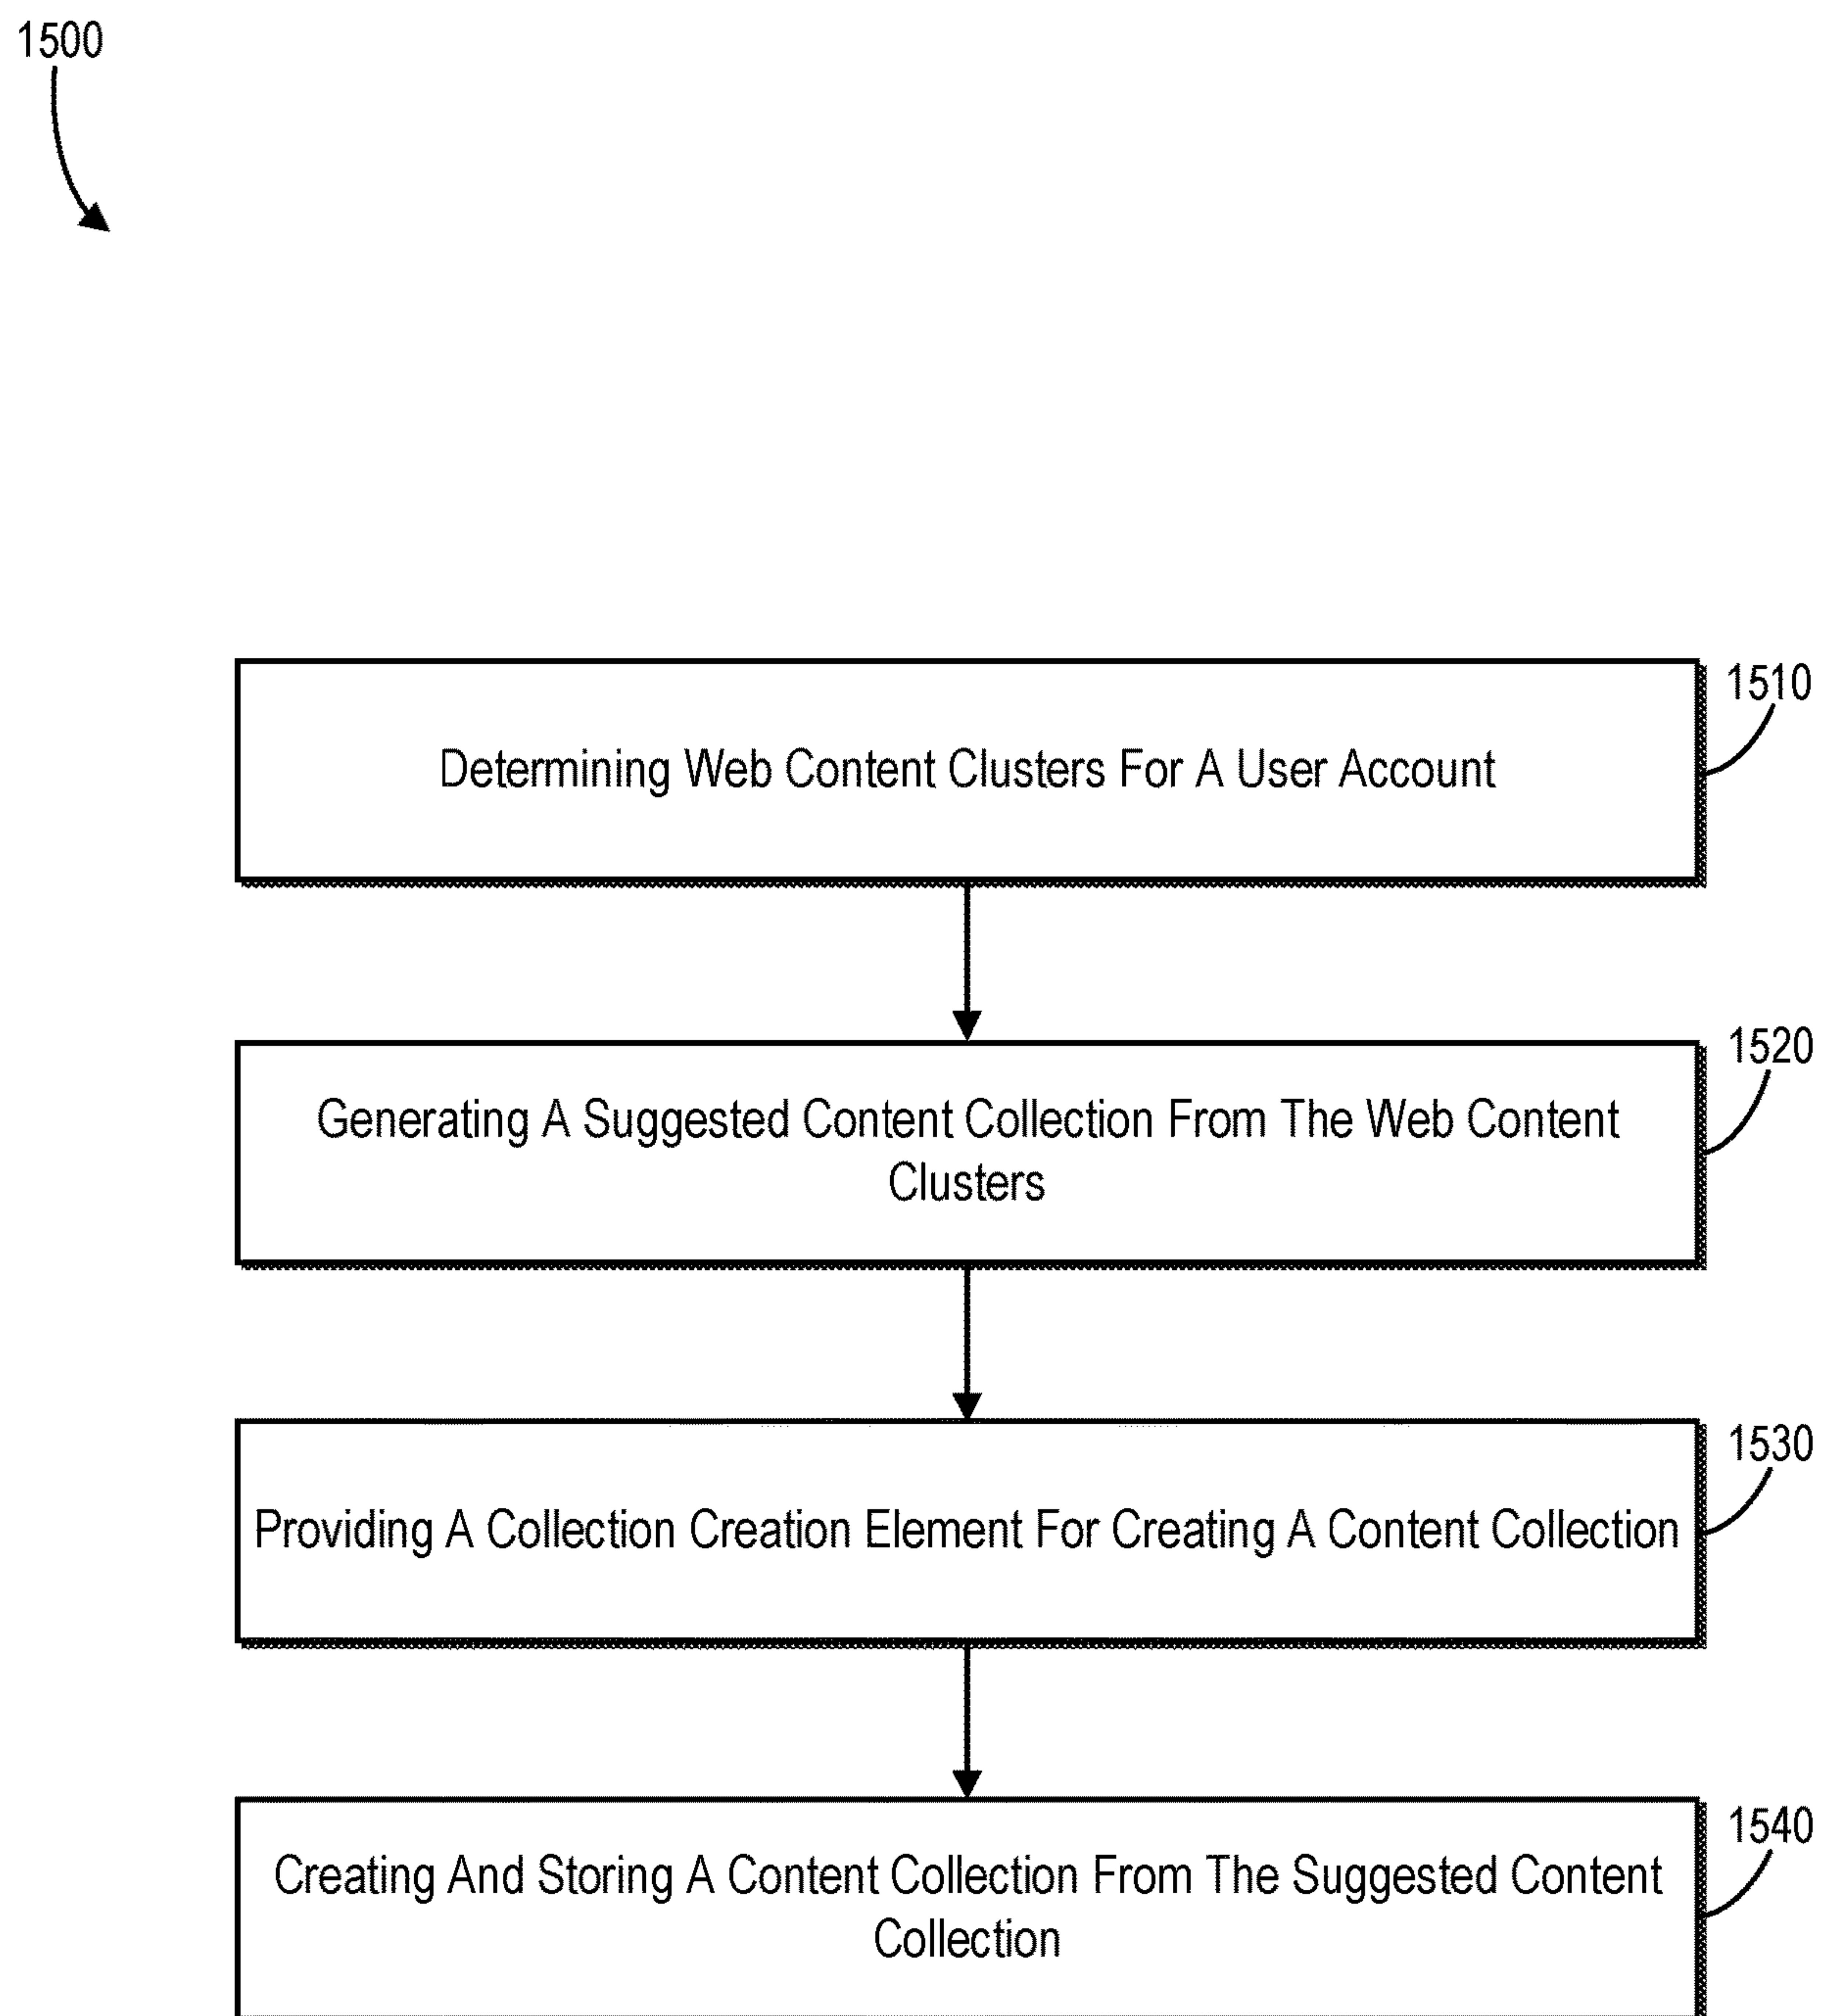 1500
1510
Determining Web Content Clusters For A User Account
1520
Generating A Suggested Content Collection From The Web Content
Clusters
1530
Providing A Collection Creation Element For Creating A Content Collection
1540
Creating And Storing A Content Collection From The Suggested Content
Collection